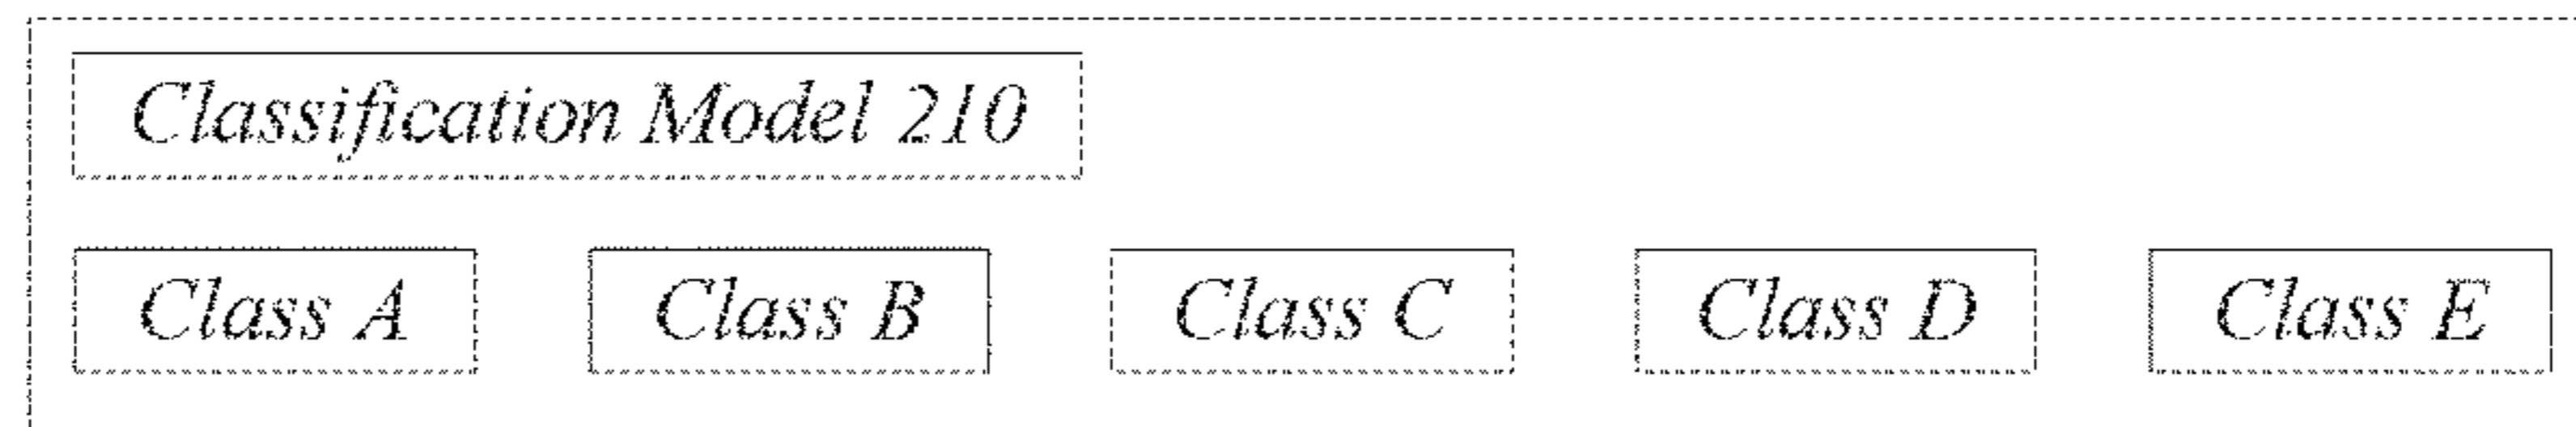 Classification Model 210
Class A Class B Class C Class D Class E